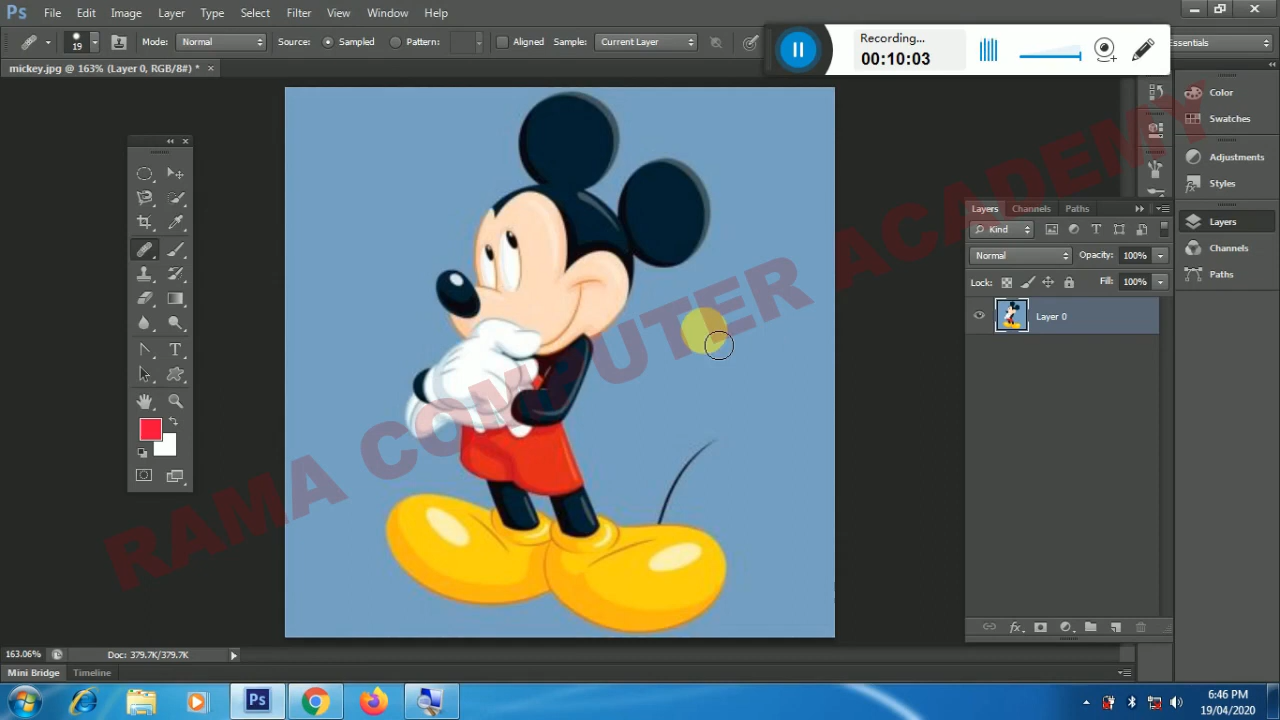 Ps File Edit Image Layer Type Select Filter View Window Help
19 Mode: Normal Source: Sampled Pattern: Aligned Sample: Current Layer
Recording...
00:10:03
ssentials
mickey.jpg @ 163% (Layer 0, RGB/8#) * ×
Color
Swatches
Adjustments
Styles
Layers
Channels
Paths
Layers Channels Paths
Kind
Normal Opacity: 100%
Lock: Fill: 100%
Layer 0
RAMA COMPUTER ACADEMY
163.06% Doc: 379.7K/379.7K
Mini Bridge Timeline
Ps
6:46 PM
19/04/2020